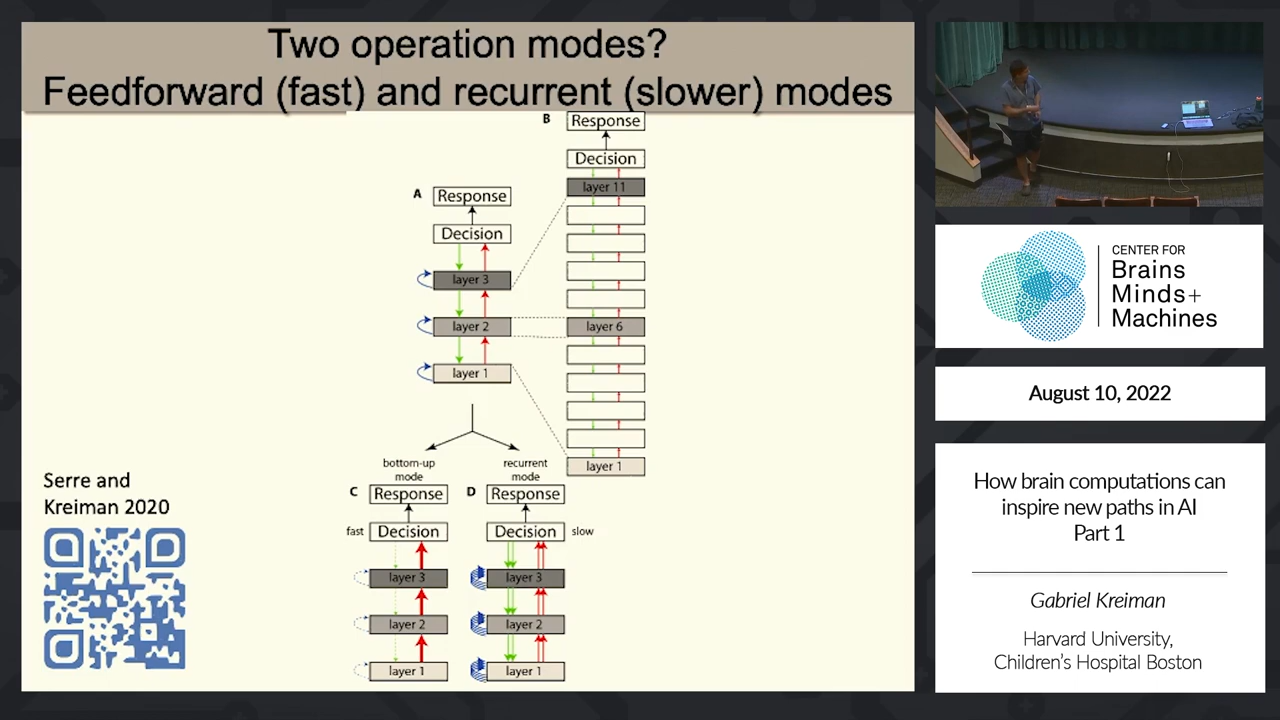 Two operation modes?
Feedforward (fast) and recurrent (slower) modes
B
Response
Decision
layer 11
layer 6
layer 1
A
Response
Decision
layer 3
layer 2
layer 1
bottom-up
mode
recurrent
mode
C
Response
fast
Decision
layer 3
layer 2
layer 1
D
Response
Decision
slow
layer 3
layer 2
layer 1
Serre and
Kreiman 2020
CENTER FOR
Brains
Minds+
Machines
August 10, 2022
How brain computations can
inspire new paths in AI
Part 1
Gabriel Kreiman
Harvard University,
Children's Hospital Boston